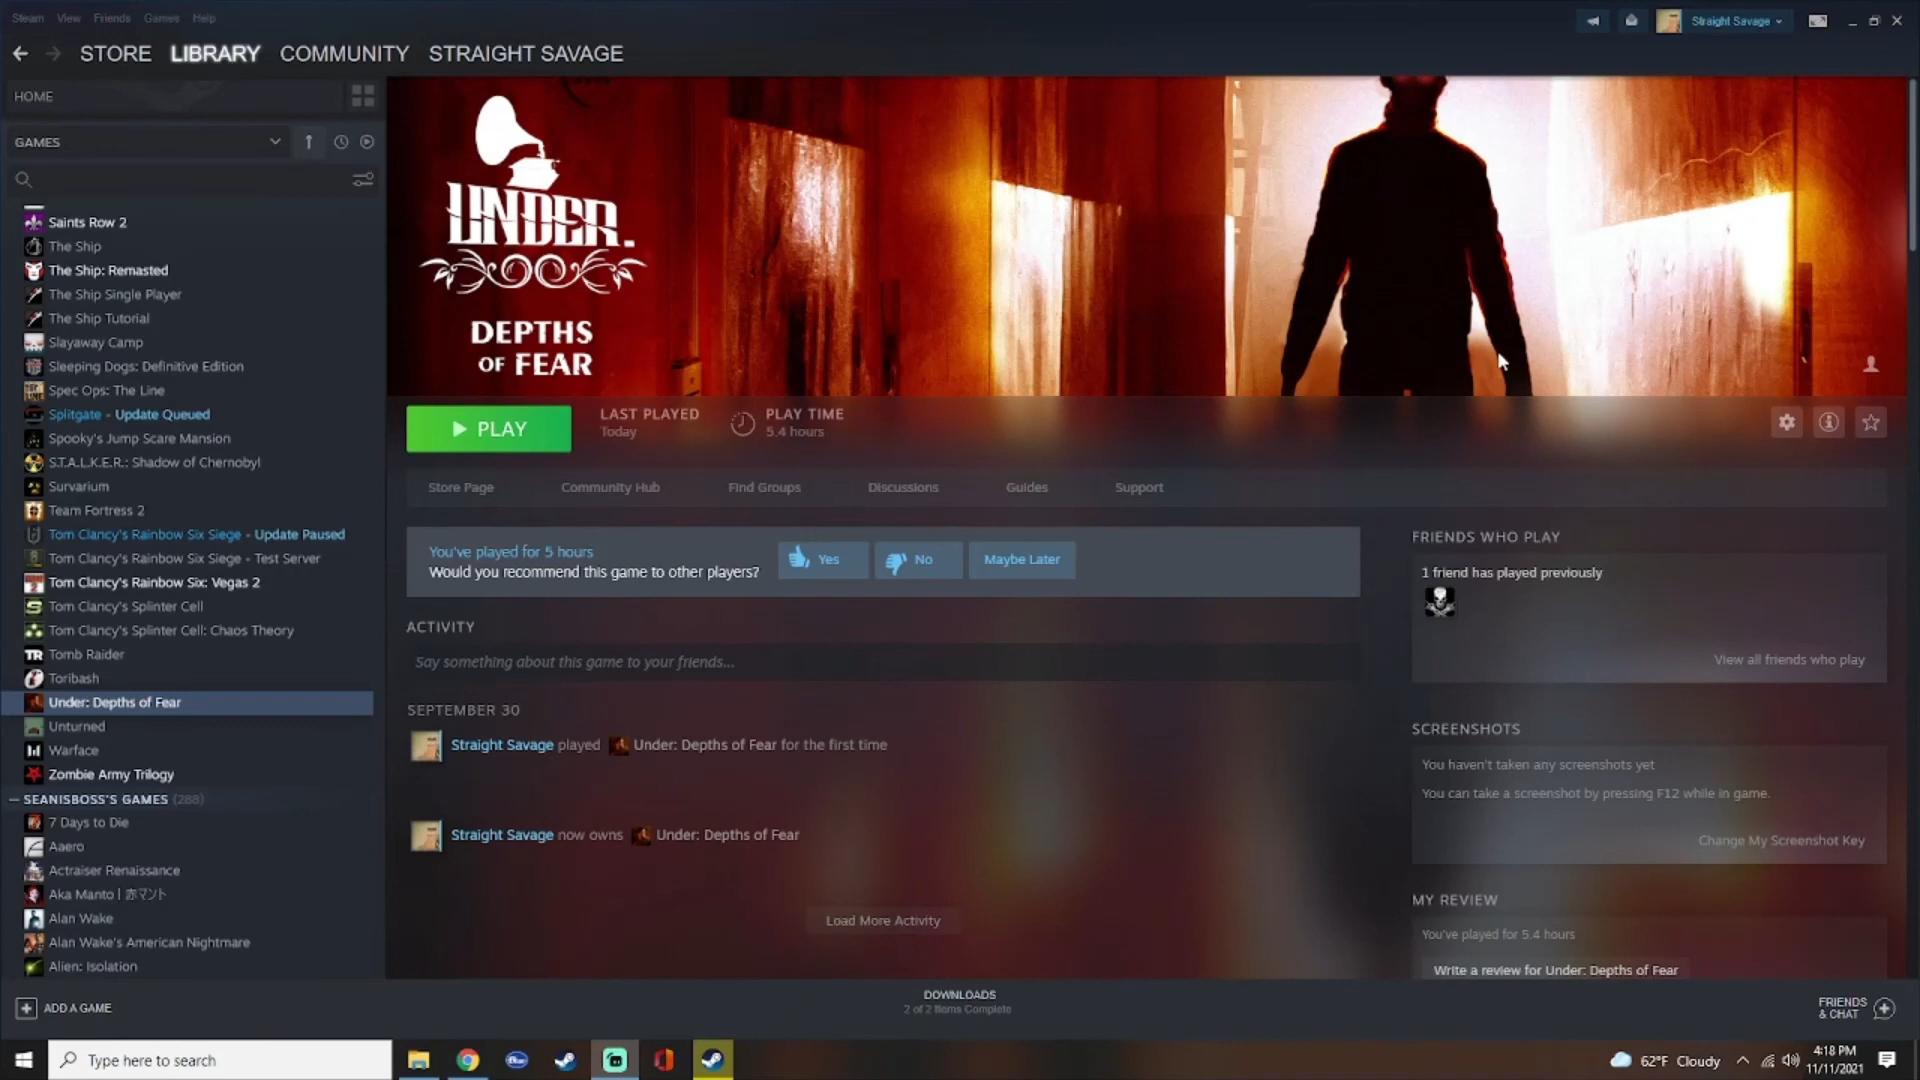 Steam View Friends Games Help
Straight Savage
STORE LIBRARY COMMUNITY STRAIGHT SAVAGE
HOME
GAMES
Saints Row 2
The Ship
The Ship: Remasted
The Ship Single Player
The Ship Tutorial
Slayaway Camp
Sleeping Dogs: Definitive Edition
Spec Ops: The Line
Splitgate - Update Queued
Spooky's Jump Scare Mansion
S.T.A.L.K.E.R.: Shadow of Chernobyl
Survarium
Team Fortress 2
Tom Clancy's Rainbow Six Siege - Update Paused
Tom Clancy's Rainbow Six Siege - Test Server
Tom Clancy's Rainbow Six: Vegas 2
Tom Clancy's Splinter Cell
Tom Clancy's Splinter Cell: Chaos Theory
TR Tomb Raider
Toribash
Under: Depths of Fear
Unturned
Warface
Zombie Army Trilogy
SEANISBOSS'S GAMES (288)
7 Days to Die
Aaero
Actraiser Renaissance
Aka Manto | 赤マント
Alan Wake
Alan Wake's American Nightmare
Alien: Isolation
UNDER.
DEPTHS
OF FEAR
PLAY
LAST PLAYED
Today
PLAY TIME
5.4 hours
Store Page Community Hub Find Groups Discussions Guides Support
You've played for 5 hours
Would you recommend this game to other players?
Yes No Maybe Later
ACTIVITY
Say something about this game to your friends...
SEPTEMBER 30
Straight Savage played Under: Depths of Fear for the first time
Straight Savage now owns Under: Depths of Fear
Load More Activity
FRIENDS WHO PLAY
1 friend has played previously
View all friends who play
SCREENSHOTS
You haven't taken any screenshots yet
You can take a screenshot by pressing F12 while in game.
Change My Screenshot Key
MY REVIEW
You've played for 5.4 hours
Write a review for Under: Depths of Fear
ADD A GAME
DOWNLOADS
2 of 2 Items Complete
FRIENDS
& CHAT
Type here to search
62°F Cloudy
4:18 PM
11/11/2021